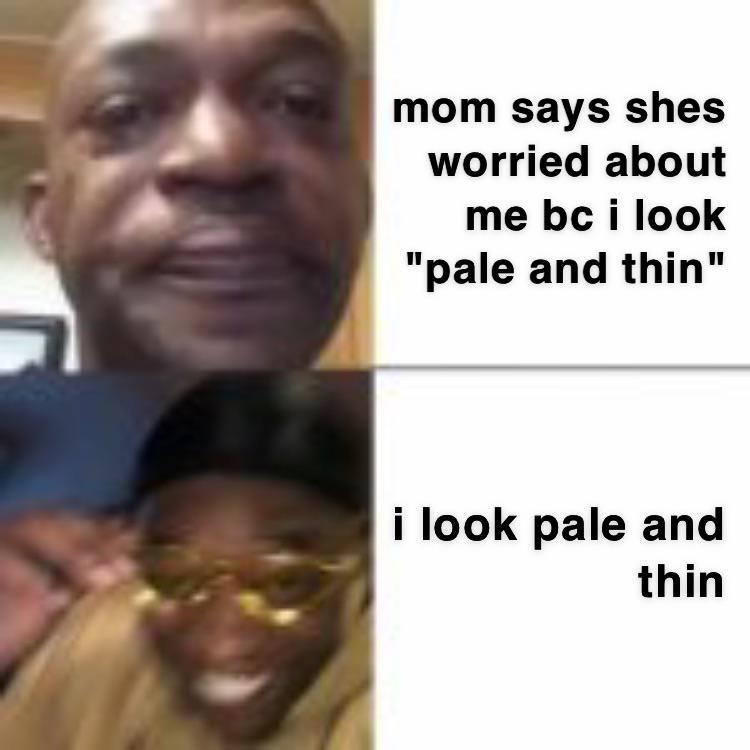 mom says shes
worried about
me bc i look
"pale and thin"
i look pale and
thin